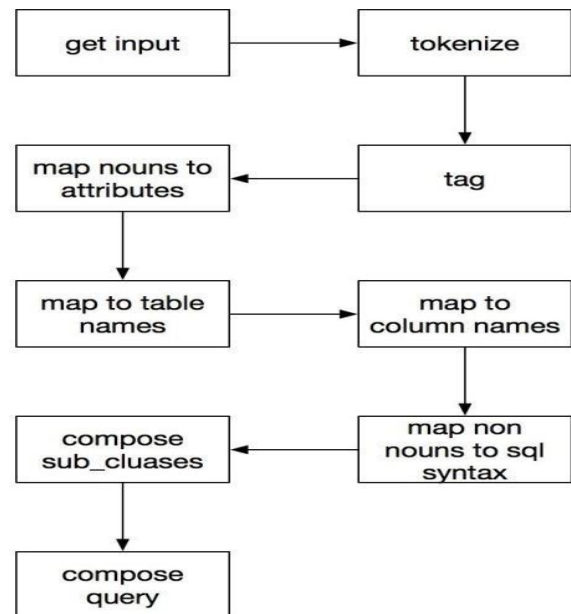 get input
tokenize
tag
map nouns to
attributes
map to table
names
map to
column names
map non
nouns to sql
syntax
compose
sub_cluases
compose
query